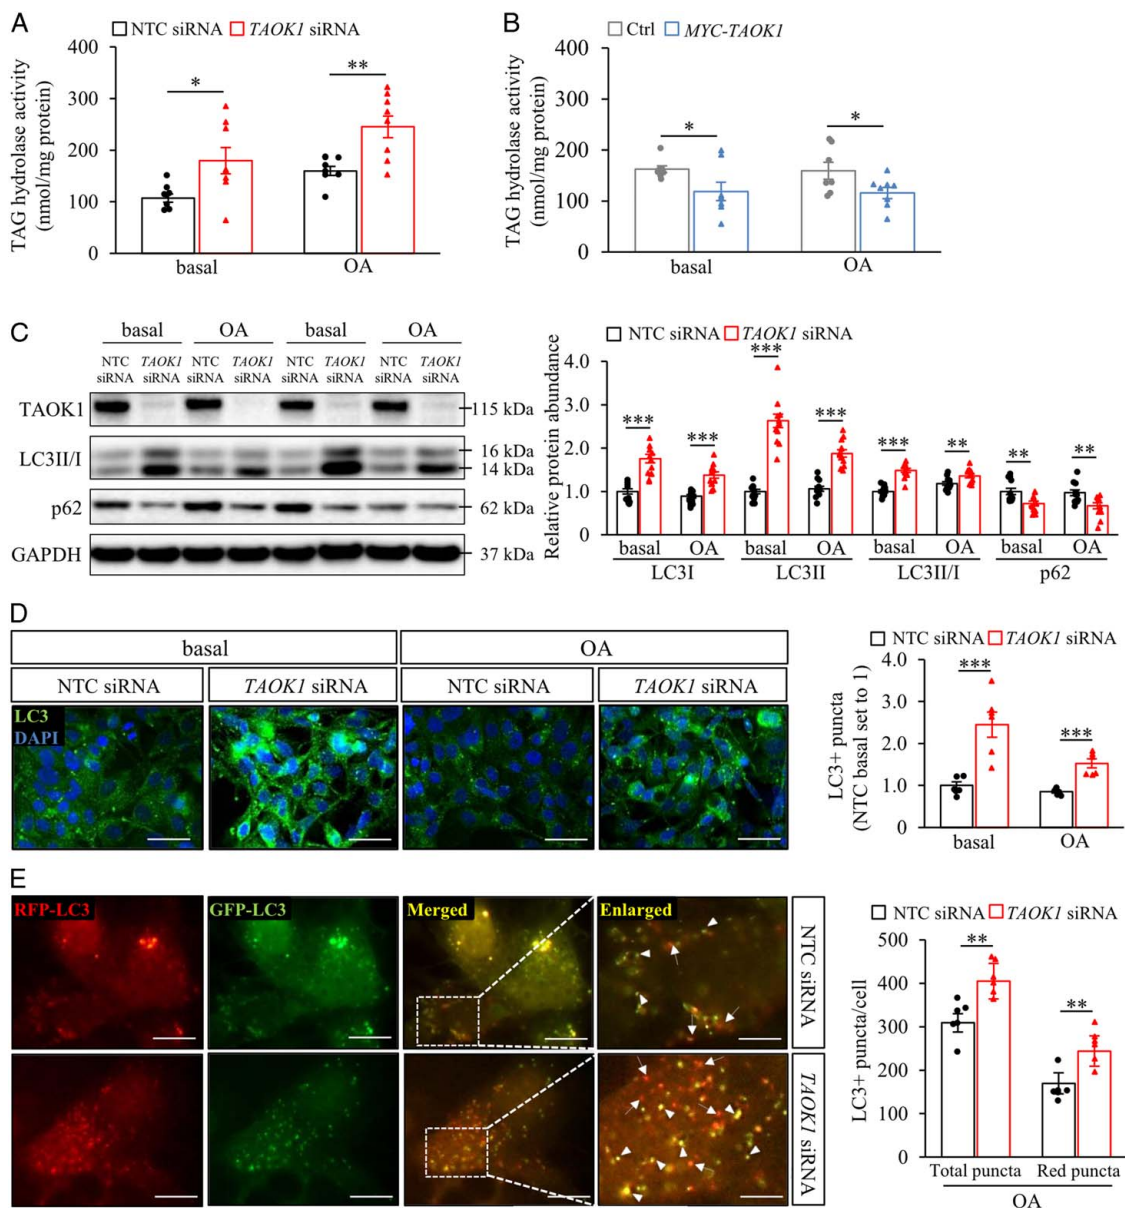 A
NTC siRNA TAOK1 siRNA
TAG hydrolase activity
(nmol/mg protein)
400
300
200
100
0
*
**
basal OA
B
Ctrl MYC-TAOK1
TAG hydrolase activity
(nmol/mg protein)
400
300
200
100
0
*
*
basal OA
C
basal OA basal OA
NTC siRNA TAOK1 siRNA NTC siRNA TAOK1 siRNA NTC siRNA TAOK1 siRNA NTC siRNA TAOK1 siRNA
TAOK1 115 kDa
LC3II/I 16 kDa
14 kDa
p62 62 kDa
GAPDH 37 kDa
NTC siRNA TAOK1 siRNA
Relative protein abundance
4.0
3.0
2.0
1.0
0
*** *** *** *** *** ** ** **
basal OA basal OA basal OA basal OA
LC3I LC3II LC3II/I p62
D
basal OA
NTC siRNA TAOK1 siRNA NTC siRNA TAOK1 siRNA
LC3
DAPI
NTC siRNA TAOK1 siRNA
LC3+ puncta
(NTC basal set to 1)
4.0
3.0
2.0
1.0
0
***
***
basal OA
E
RFP-LC3 GFP-LC3 Merged Enlarged
NTC siRNA
TAOK1 siRNA
NTC siRNA TAOK1 siRNA
LC3+ puncta/cell
500
400
300
200
100
0
**
**
Total puncta Red puncta
OA